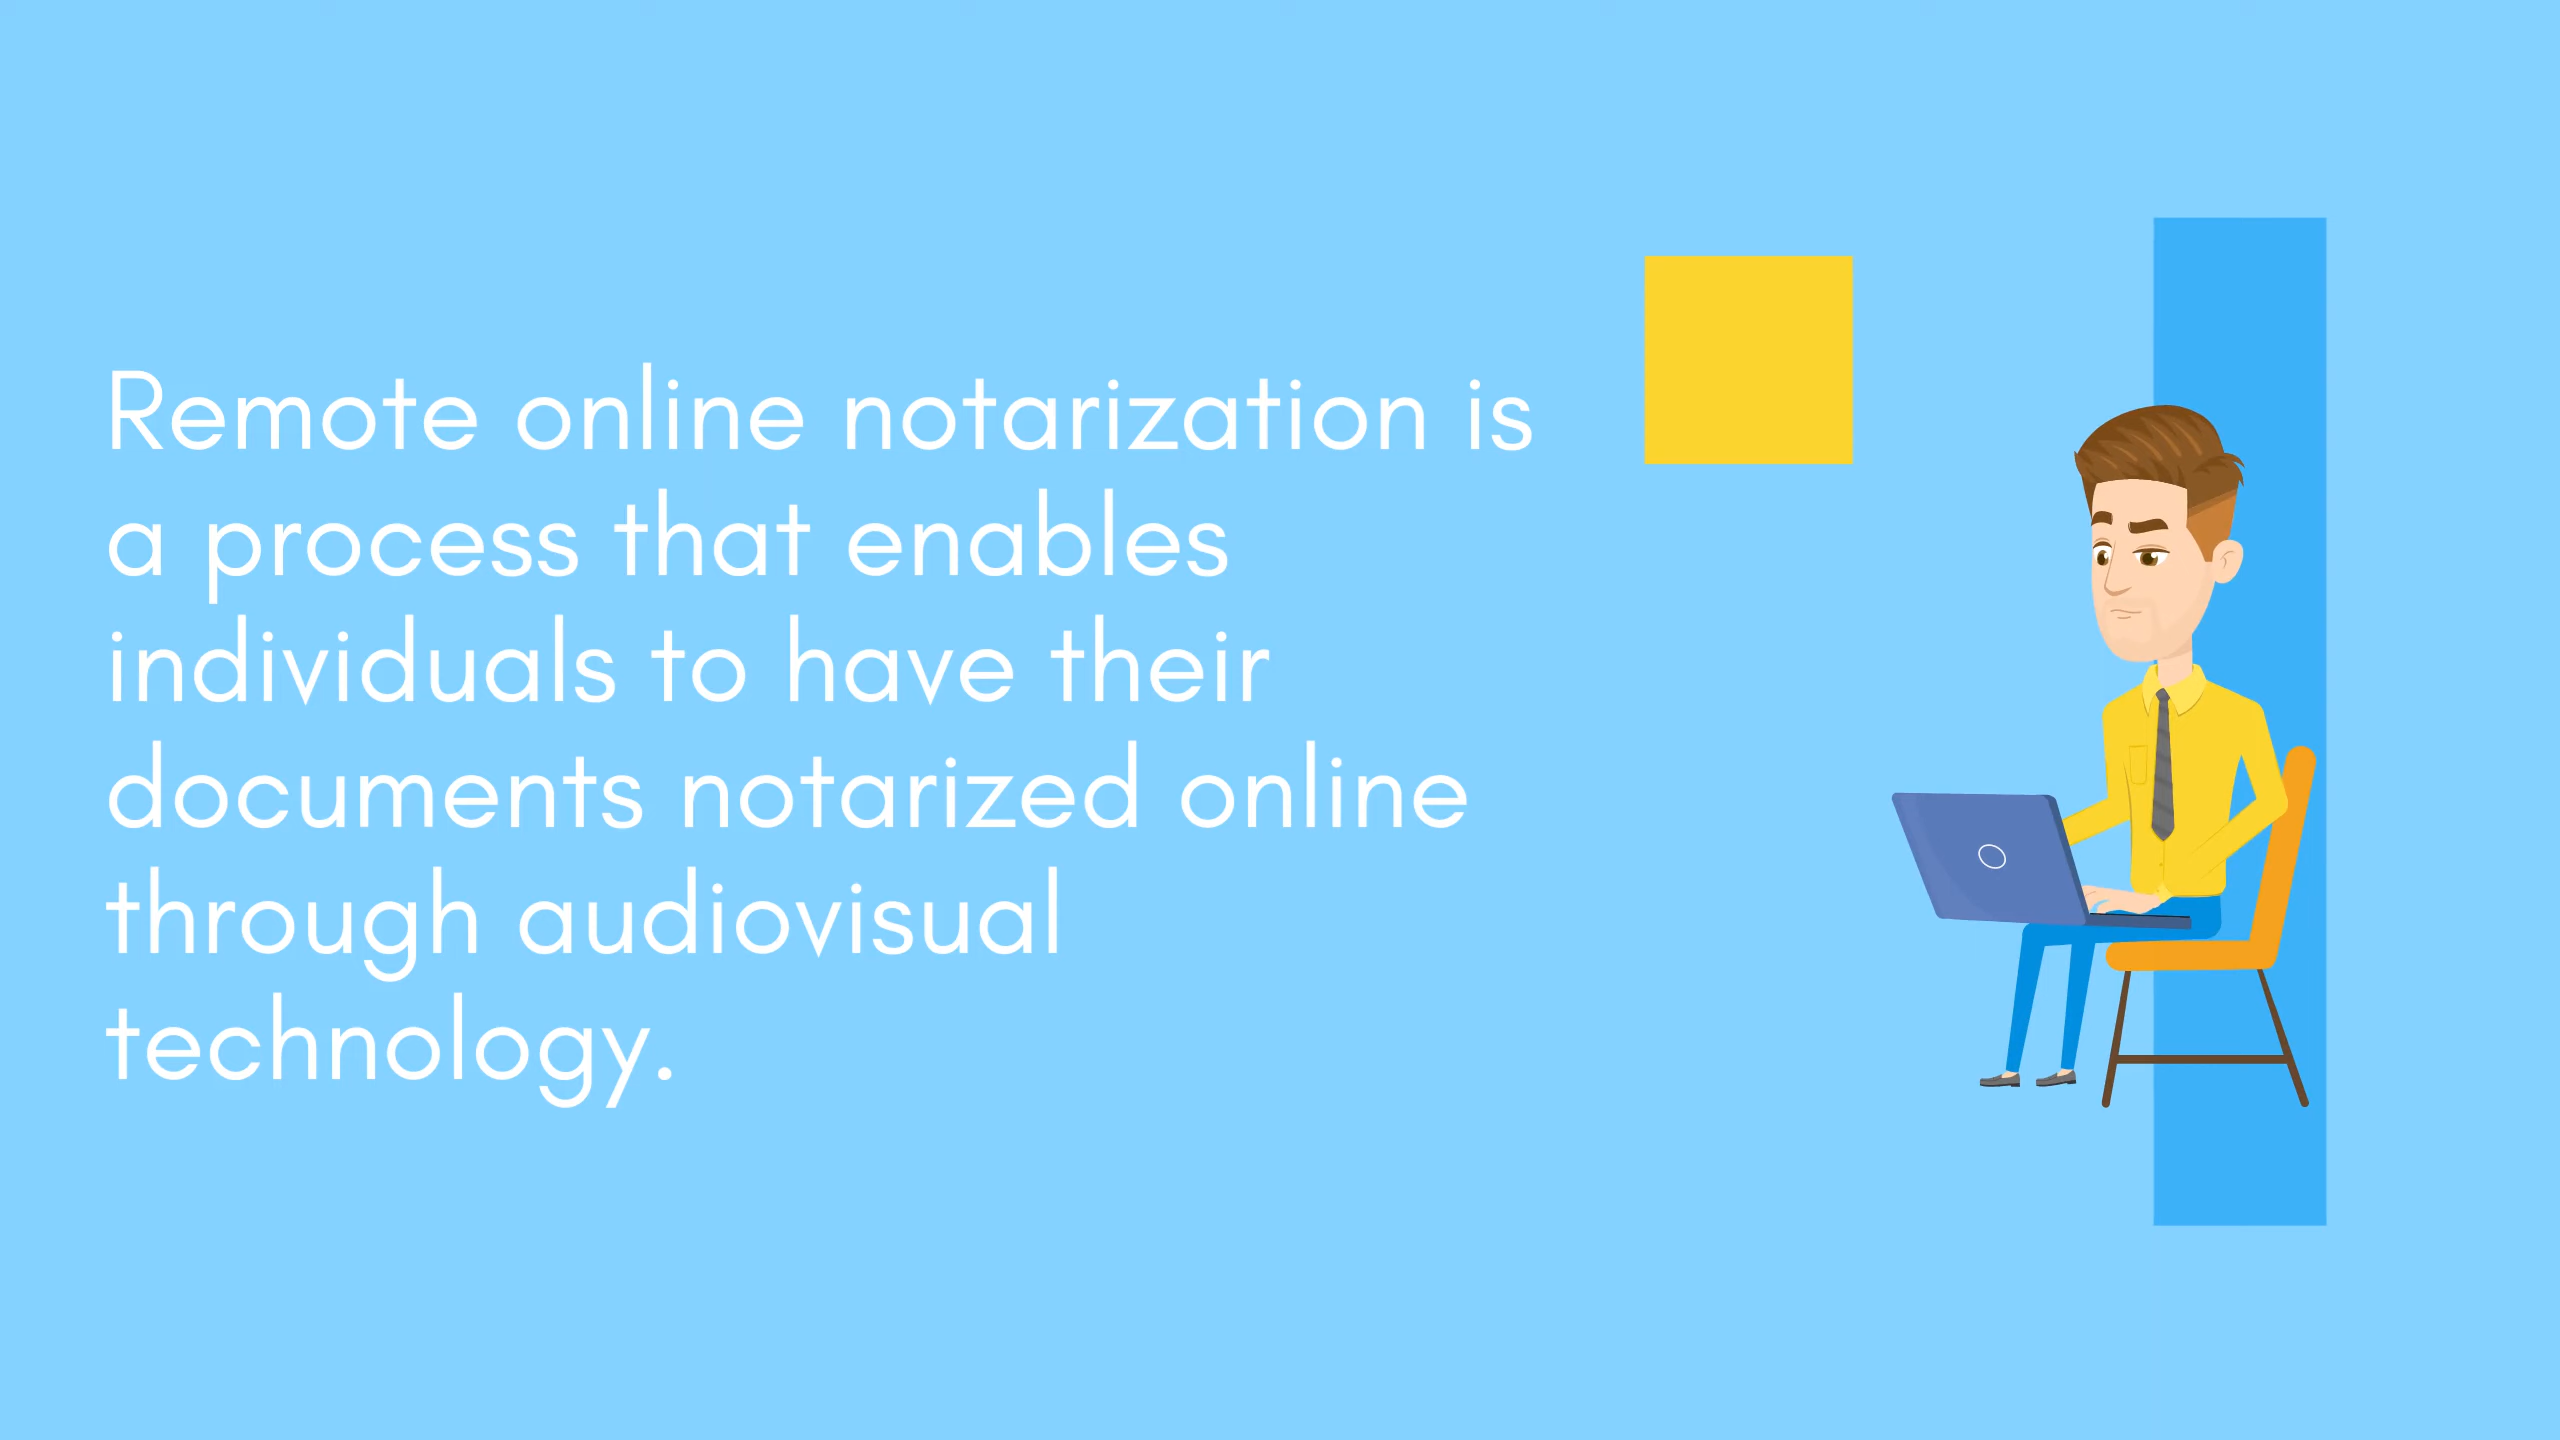 Remote online notarization is
a process that enables
individuals to have their
documents notarized online
through audiovisual
technology.